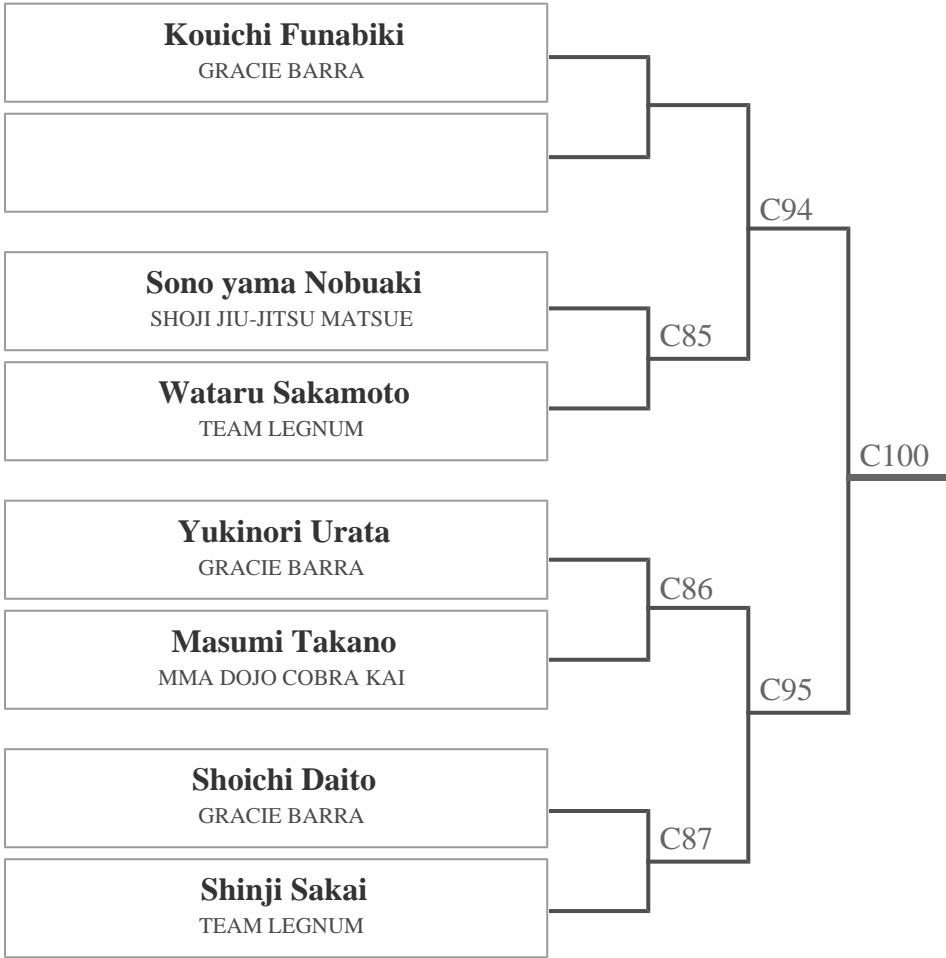 Kouichi Funabiki
GRACIE BARRA
C94
Sono yama Nobuaki
SHOJI JIU-JITSU MATSUE
C85
Wataru Sakamoto
TEAM LEGNUM
C100
Yukinori Urata
GRACIE BARRA
C86
Masumi Takano
MMA DOJO COBRA KAI
C95
Shoichi Daito
GRACIE BARRA
C87
Shinji Sakai
TEAM LEGNUM